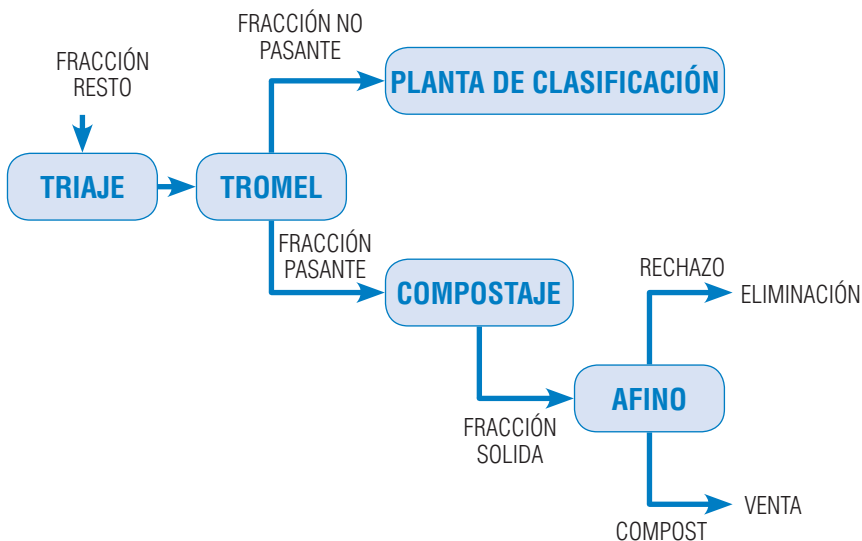 FRACCIÓN NO
PASANTE
FRACCIÓN
RESTO
PLANTA DE CLASIFICACIÓN
TRIAJE
TROMEL
FRACCIÓN
PASANTE
COMPOSTAJE
RECHAZO
ELIMINACIÓN
AFINO
FRACCIÓN
SOLIDA
VENTA
COMPOST